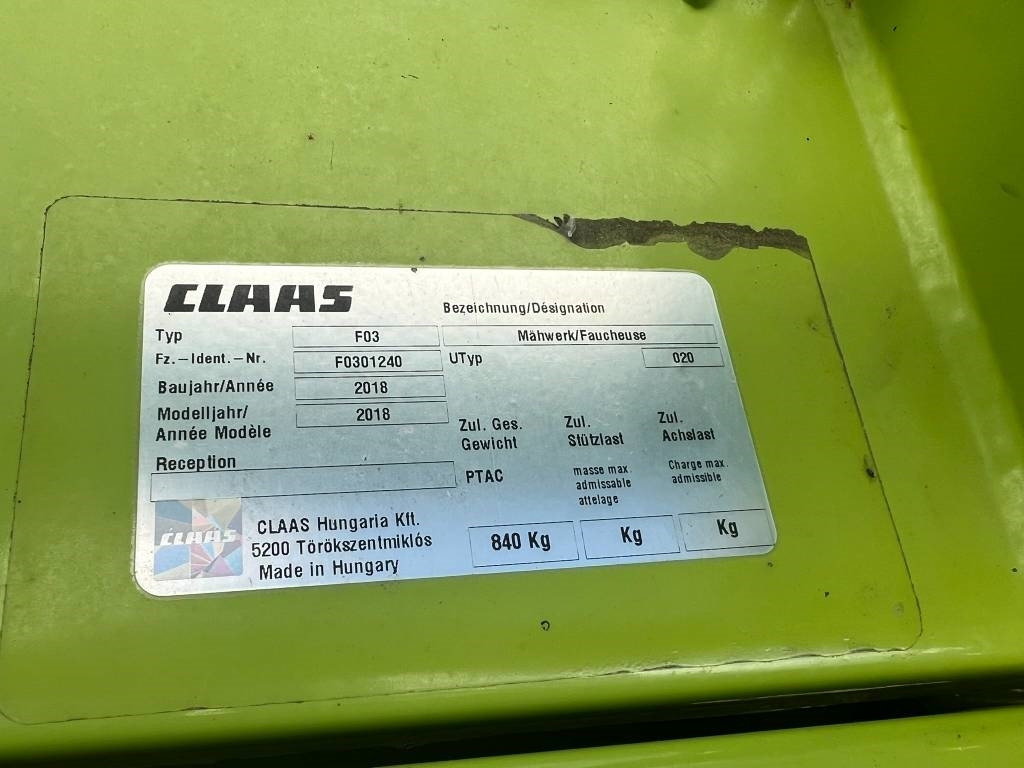 CLAAS
Bezeichnung/Désignation
Typ F03 Mähwerk/Faucheuse
Fz.-Ident.-Nr. F0301240 UTyp 020
Baujahr/Année 2018
Modelljahr/ 2018
Année Modèle
Zul. Ges. Zul. Zul.
Gewicht Stützlast Achslast
Reception
PTAC masse max. Charge max.
admissable admissible
attelage
CLAAS
CLAAS Hungaria Kft.
5200 Törökszentmiklós
Made in Hungary
840 Kg Kg Kg